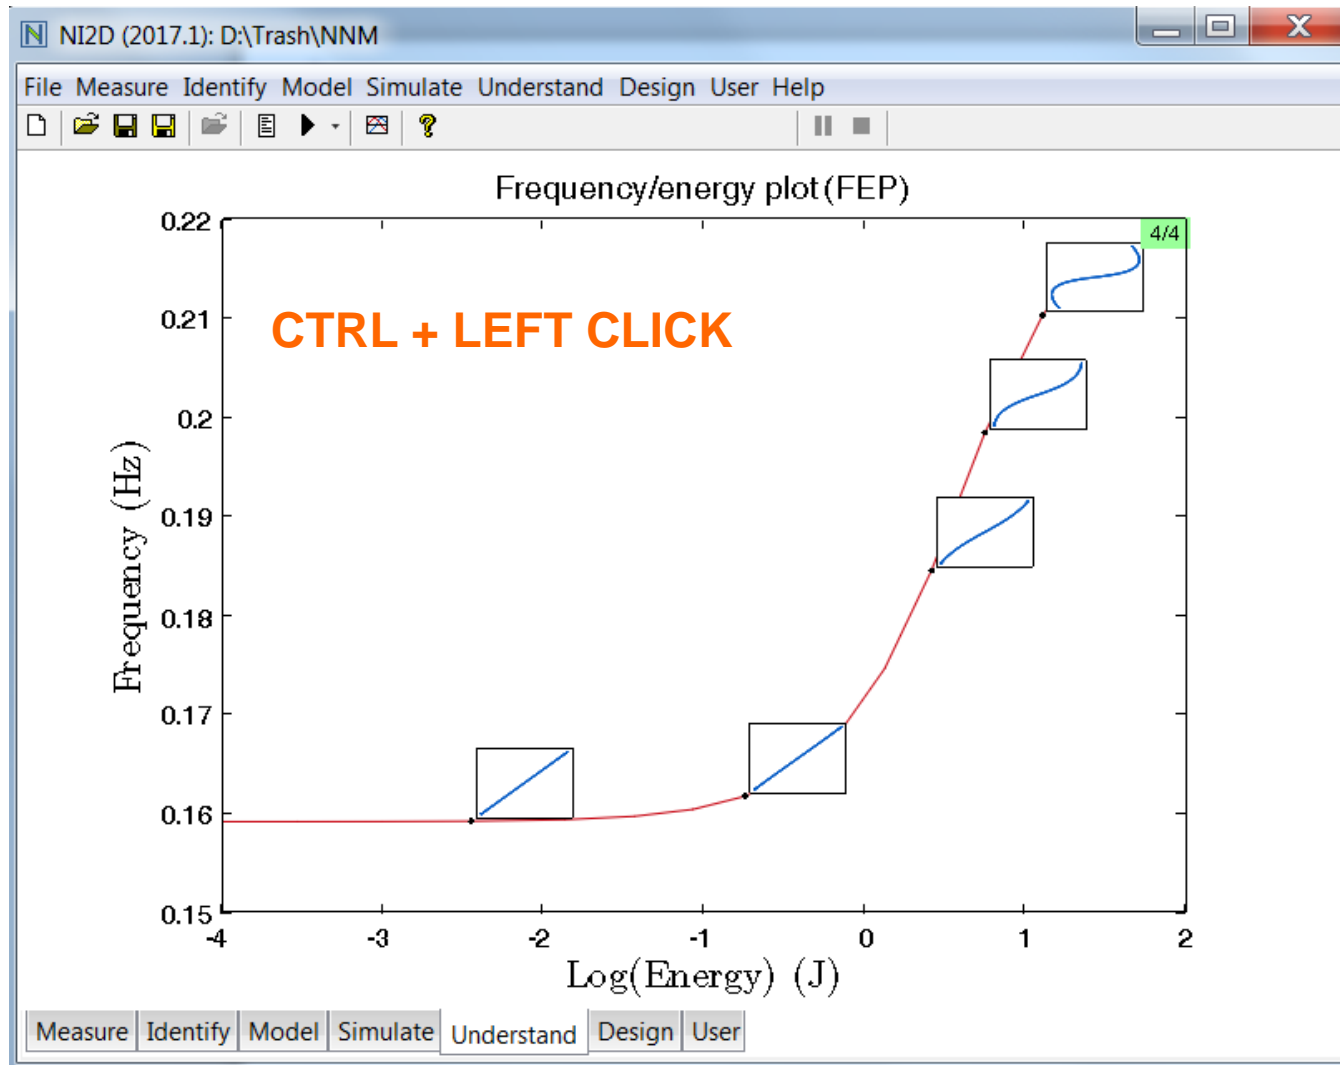 NI2D (2017.1): D:\Trash\NNM
File Measure Identify Model Simulate Understand Design User Help
Frequency/energy plot (FEP)
4/4
CTRL + LEFT CLICK
Frequency (Hz)
0.22
0.21
0.2
0.19
0.18
0.17
0.16
0.15
-4 -3 -2 -1 0 1 2
Log(Energy) (J)
Measure Identify Model Simulate Understand Design User